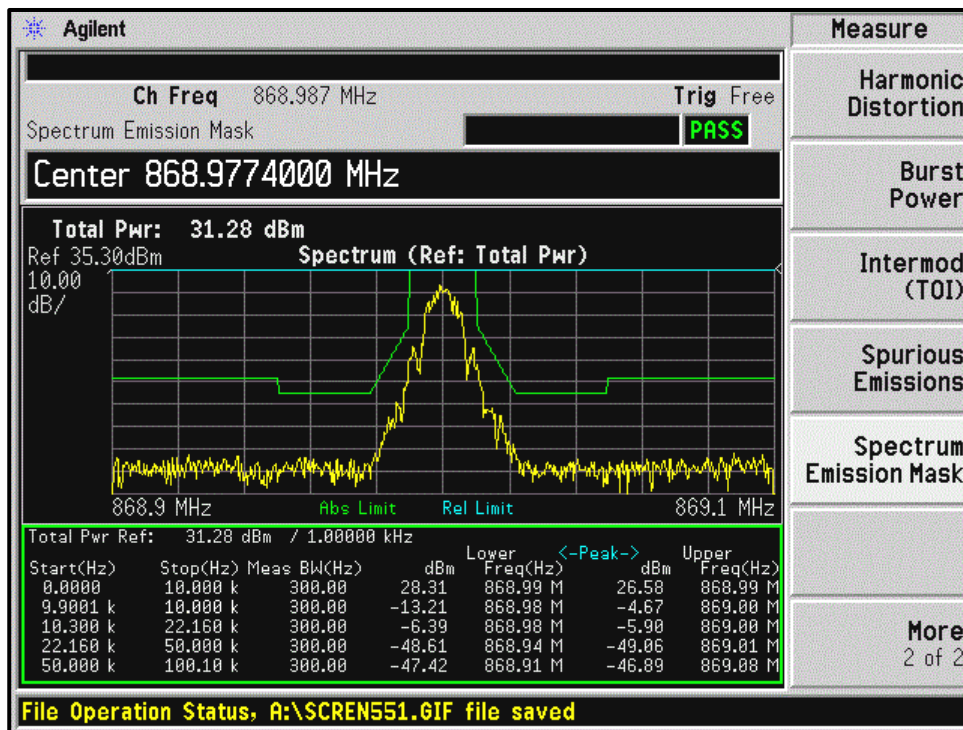 Agilent
Ch Freq 868.987 MHz Trig Free
Spectrum Emission Mask PASS
Center 868.9774000 MHz
Total Pwr: 31.28 dBm
Ref 35.30dBm Spectrum (Ref: Total Pwr)
10.00
dB/
868.9 MHz Abs Limit Rel Limit 869.1 MHz
Total Pwr Ref: 31.28 dBm / 1.00000 kHz
Lower <-Peak-> Upper
Start(Hz) Stop(Hz) Meas BW(Hz) dBm Freq(Hz) dBm Freq(Hz)
0.0000 10.000 k 300.00 28.31 868.99 M 26.58 868.99 M
9.9001 k 10.000 k 300.00 -13.21 868.98 M -4.67 869.00 M
10.300 k 22.160 k 300.00 -6.39 868.98 M -5.90 869.00 M
22.160 k 50.000 k 300.00 -48.61 868.94 M -49.06 869.01 M
50.000 k 100.10 k 300.00 -47.42 868.91 M -46.89 869.08 M
File Operation Status, A:\SCREN551.GIF file saved
Measure
Harmonic
Distortion
Burst
Power
Intermod
(TOI)
Spurious
Emissions
Spectrum
Emission Mask
More
2 of 2